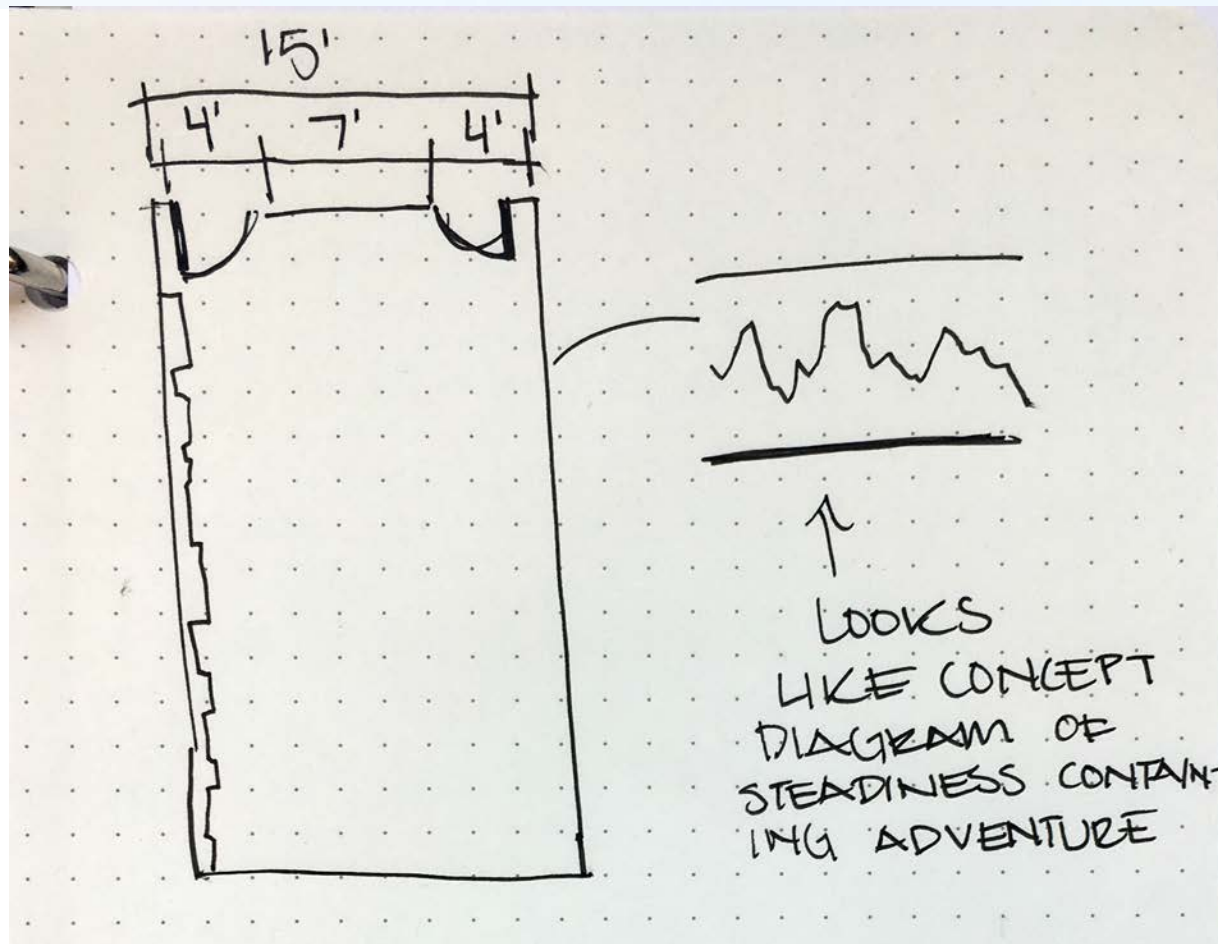 15'
4' 7' 4'
LOOKS
LIKE CONCEPT
DIAGRAM OF
STEADINESS CONTAIN-
ING ADVENTURE